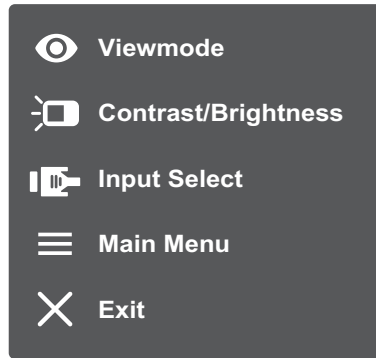 Viewmode
Contrast/Brightness
Input Select
Main Menu
Exit